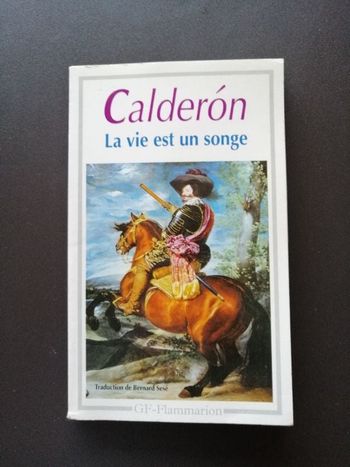 Calderón
La vie est un songe
Traduction de Bernard Sesé
GF-Flammarion